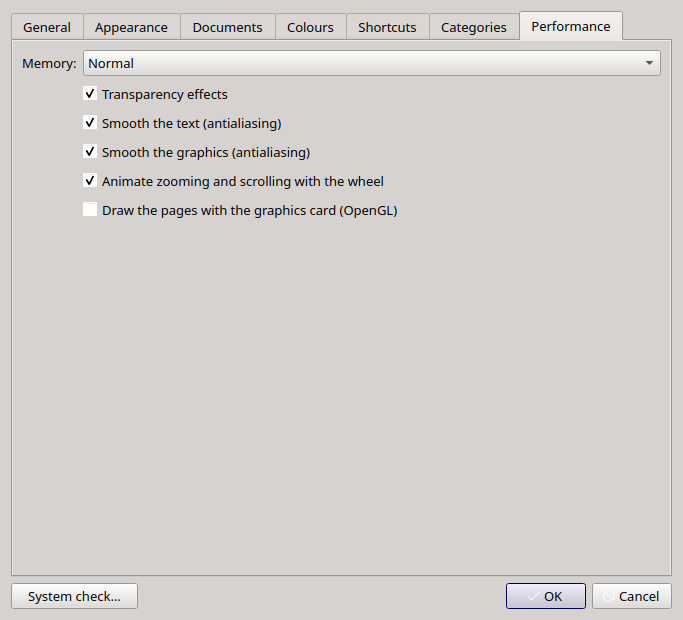 General Appearance Documents Colours Shortcuts Categories Performance
Memory: Normal
Transparency effects
Smooth the text (antialiasing)
Smooth the graphics (antialiasing)
Animate zooming and scrolling with the wheel
Draw the pages with the graphics card (OpenGL)
System check... OK Cancel